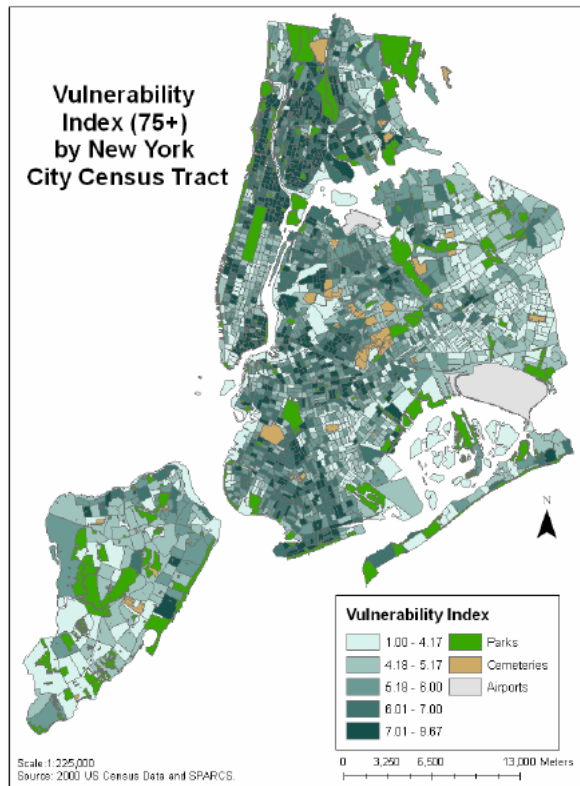 Vulnerability
Index (75+)
by New York
City Census Tract
N
Vulnerability Index
1.00 - 4.17
Parks
4.18 - 5.17
Cemeteries
5.18 - 6.00
Airports
6.01 - 7.00
7.01 - 9.67
Scale:1:225,000
Source: 2000 US Census Data and SPARCS.
0 3,250 6,500 13,000 Meters